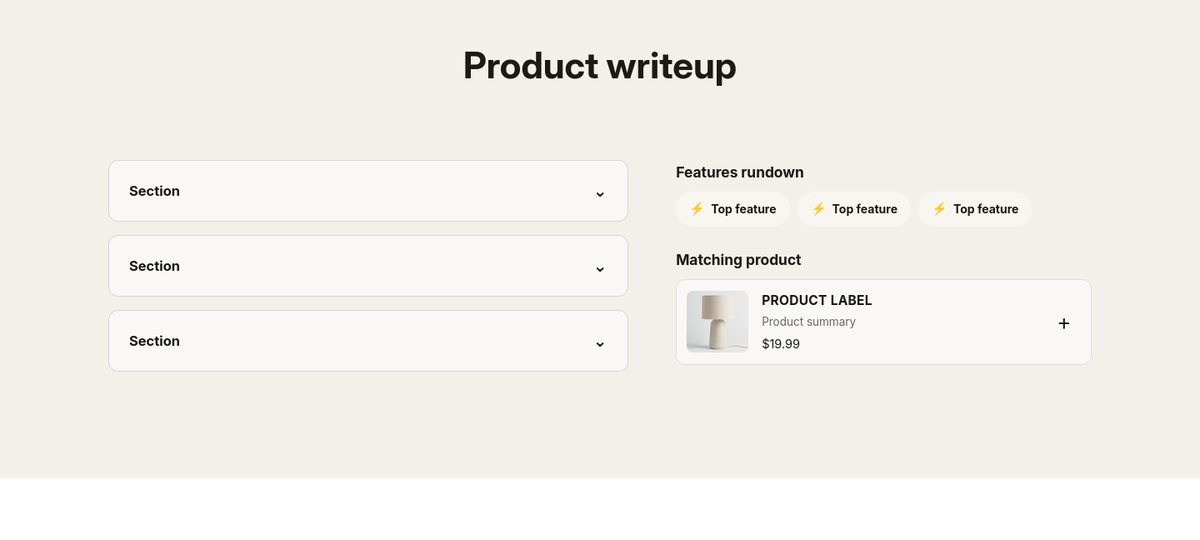 Product writeup
Section
Section
Section
Features rundown
⚡ Top feature ⚡ Top feature ⚡ Top feature
Matching product
PRODUCT LABEL
Product summary
$19.99
+